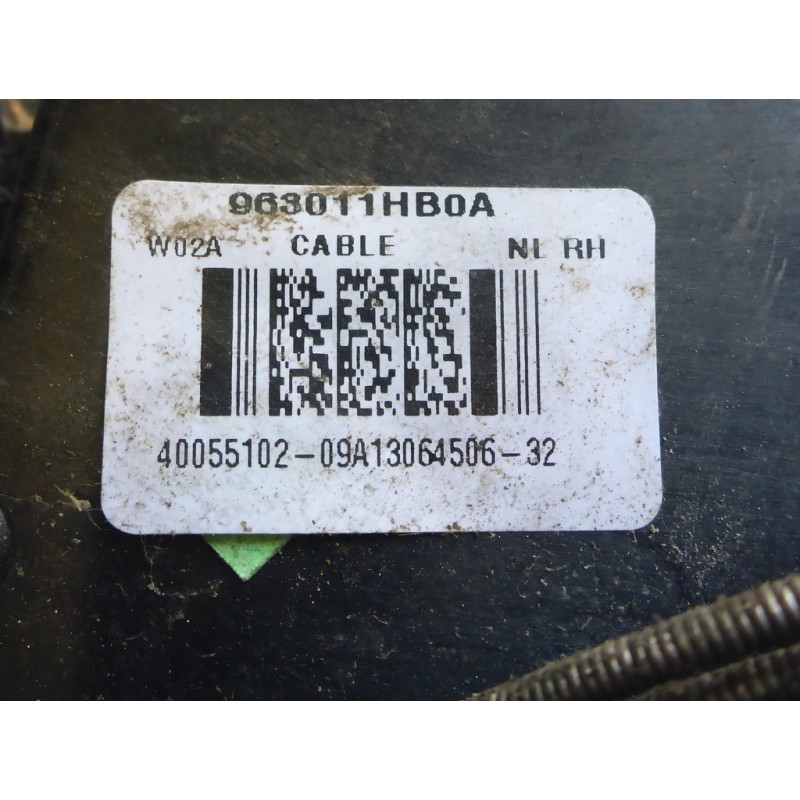 963011HB0A
W02A CABLE NL RH
40055102-09A13064506-32